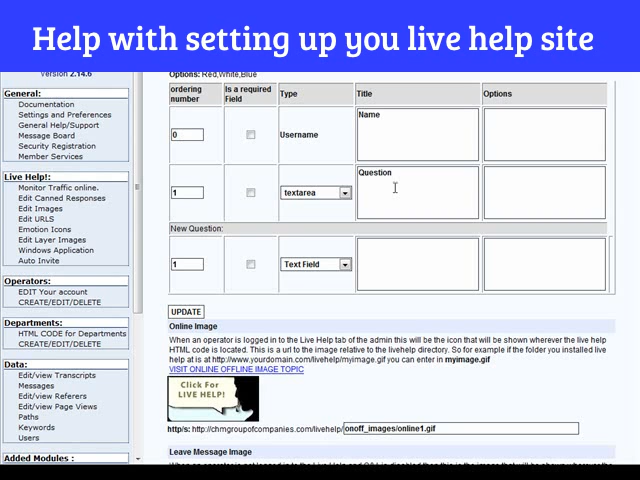 Help with setting up you live help site
Version 2.14.6
General:
Documentation
Settings and Preferences
General Help/Support
Message Board
Security Registration
Member Services
Live Help!:
Monitor Traffic online.
Edit Canned Responses
Edit Images
Edit URLS
Emotion Icons
Edit Layer Images
Windows Application
Auto Invite
Operators:
EDIT Your account
CREATE/EDIT/DELETE
Departments:
HTML CODE for Departments
CREATE/EDIT/DELETE
Data:
Edit/view Transcripts
Messages
Edit/view Referers
Edit/view Page Views
Paths
Keywords
Users
Added Modules :
Options: Red,White,Blue
ordering number Is a required Field Type Title Options
0 Username Name
1 textarea Question
New Question:
1 Text Field
UPDATE
Online Image
When an operator is logged in to the Live Help tab of the admin this will be the icon that will be shown wherever the live help
HTML code is located. This is a url to the image relative to the livehelp directory. So for example if the folder you installed live
help at is at http://www.yourdomain.com/livehelp/myimage.gif you can enter in myimage.gif
VISIT ONLINE OFFLINE IMAGE TOPIC
Click For
LIVE HELP!
http/s: http://chmgroupofcompanies.com/livehelp/ onoff_images/online1.gif
Leave Message Image